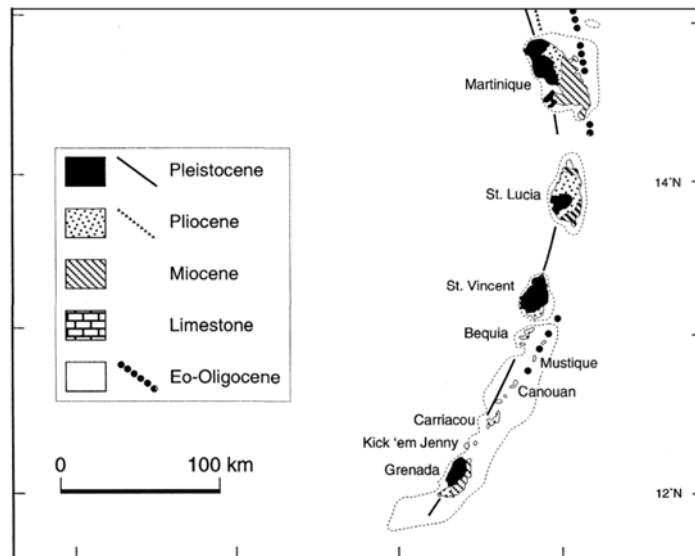 Martinique
14°N
St. Lucia
St. Vincent
Bequia
Mustique
Canouan
Carriacou
Kick 'em Jenny
Grenada
12°N
Pleistocene
Pliocene
Miocene
Limestone
Eo-Oligocene
0 100 km